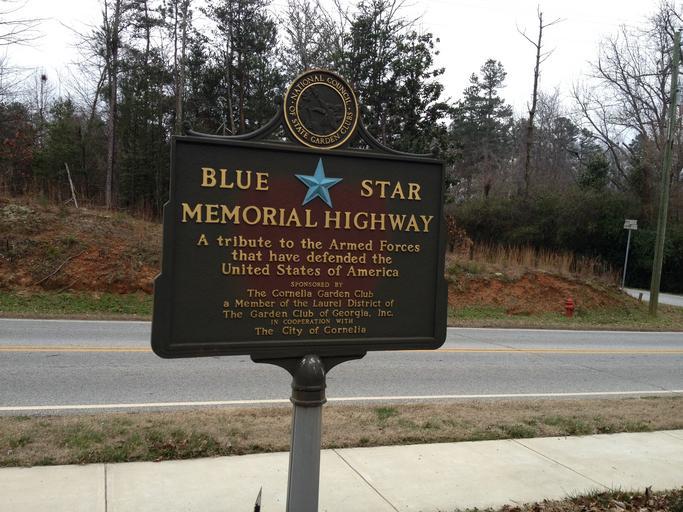 NATIONAL COUNCIL
OF STATE GARDEN CLUBS
BLUE STAR
MEMORIAL HIGHWAY
A tribute to the Armed Forces
that have defended the
United States of America
SPONSORED BY
The Cornelia Garden Club
a Member of the Laurel District of
The Garden Club of Georgia, Inc.
IN COOPERATION WITH
The City of Cornelia